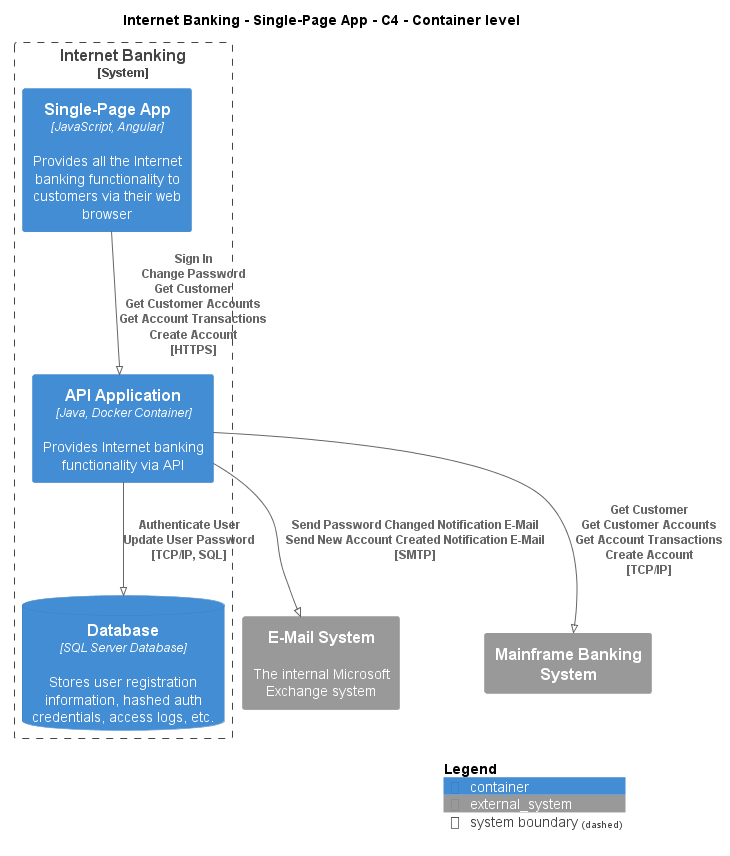 Internet Banking - Single-Page App - C4 - Container level
Internet Banking
[System]
Single-Page App
[JavaScript, Angular]
Provides all the Internet
banking functionality to
customers via their web
browser
Sign In
Change Password
Get Customer
Get Customer Accounts
Get Account Transactions
Create Account
[HTTPS]
API Application
[Java, Docker Container]
Provides Internet banking
functionality via API
Authenticate User
Update User Password
[TCP/IP, SQL]
Send Password Changed Notification E-Mail
Send New Account Created Notification E-Mail
[SMTP]
Get Customer
Get Customer Accounts
Get Account Transactions
Create Account
[TCP/IP]
Database
[SQL Server Database]
Stores user registration
information, hashed auth
credentials, access logs, etc.
E-Mail System
The internal Microsoft
Exchange system
Mainframe Banking
System
Legend
container
external_system
system boundary (dashed)